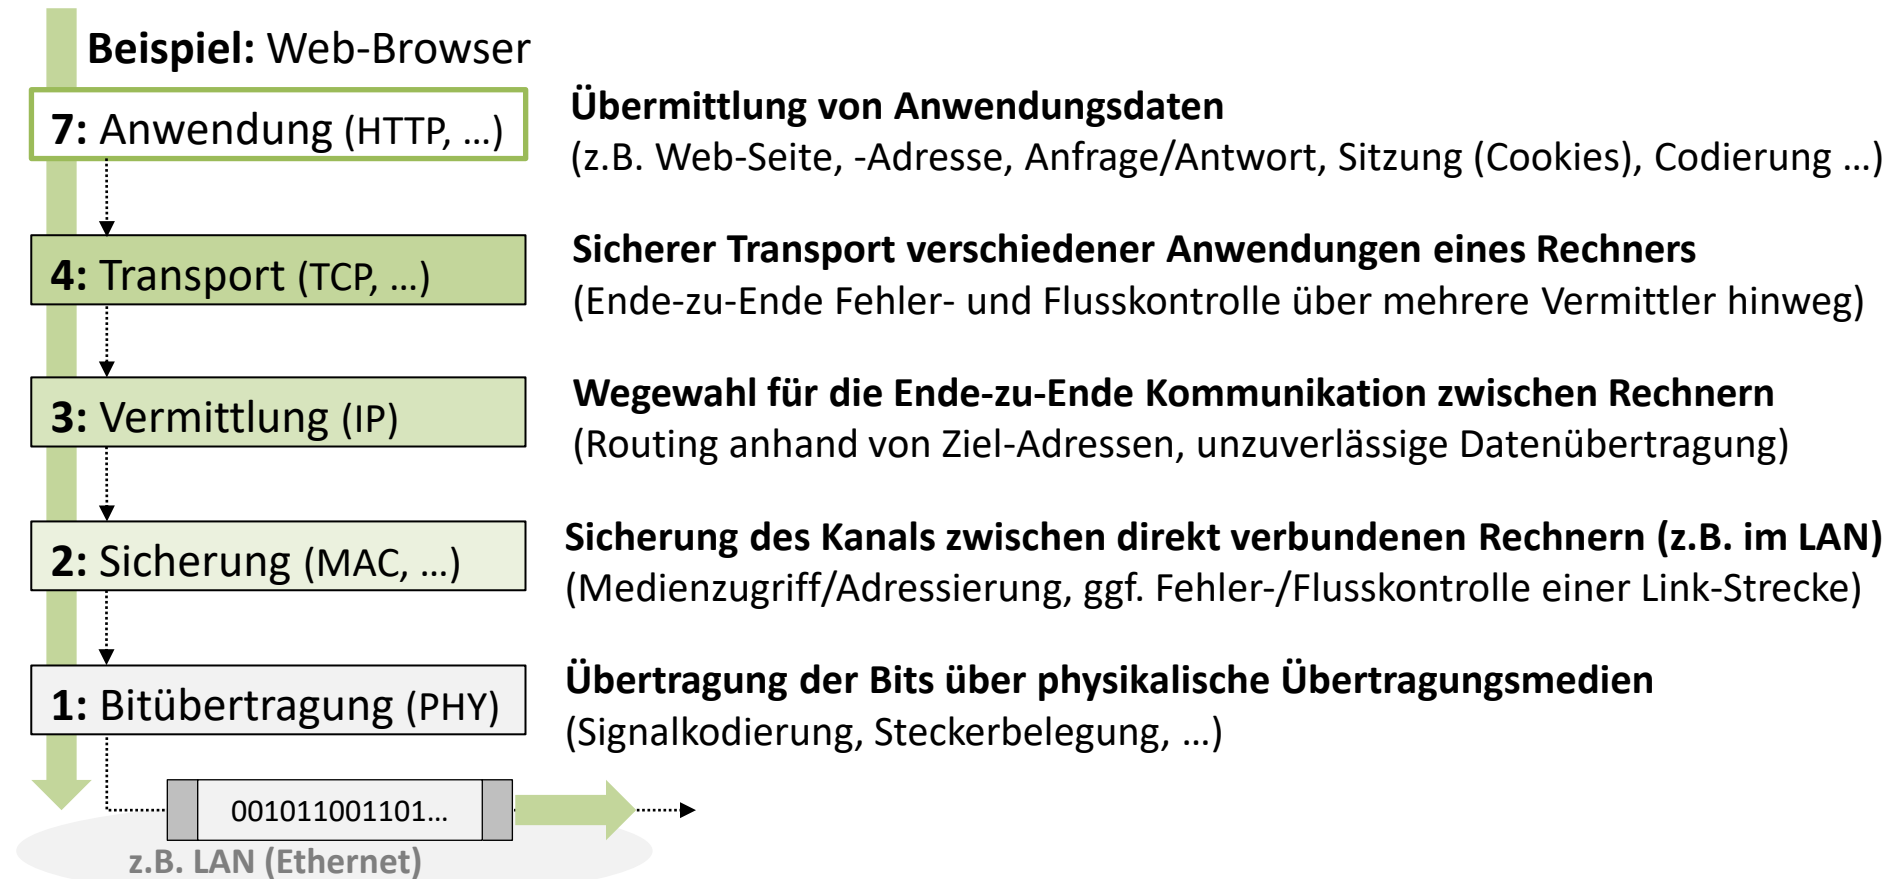 Beispiel: Web-Browser
7: Anwendung (HTTP, …)
Übermittlung von Anwendungsdaten
(z.B. Web-Seite, -Adresse, Anfrage/Antwort, Sitzung (Cookies), Codierung …)
4: Transport (TCP, …)
Sicherer Transport verschiedener Anwendungen eines Rechners
(Ende-zu-Ende Fehler- und Flusskontrolle über mehrere Vermittler hinweg)
3: Vermittlung (IP)
Wegewahl für die Ende-zu-Ende Kommunikation zwischen Rechnern
(Routing anhand von Ziel-Adressen, unzuverlässige Datenübertragung)
2: Sicherung (MAC, …)
Sicherung des Kanals zwischen direkt verbundenen Rechnern (z.B. im LAN)
(Medienzugriff/Adressierung, ggf. Fehler-/Flusskontrolle einer Link-Strecke)
1: Bitübertragung (PHY)
Übertragung der Bits über physikalische Übertragungsmedien
(Signalkodierung, Steckerbelegung, …)
001011001101…
z.B. LAN (Ethernet)